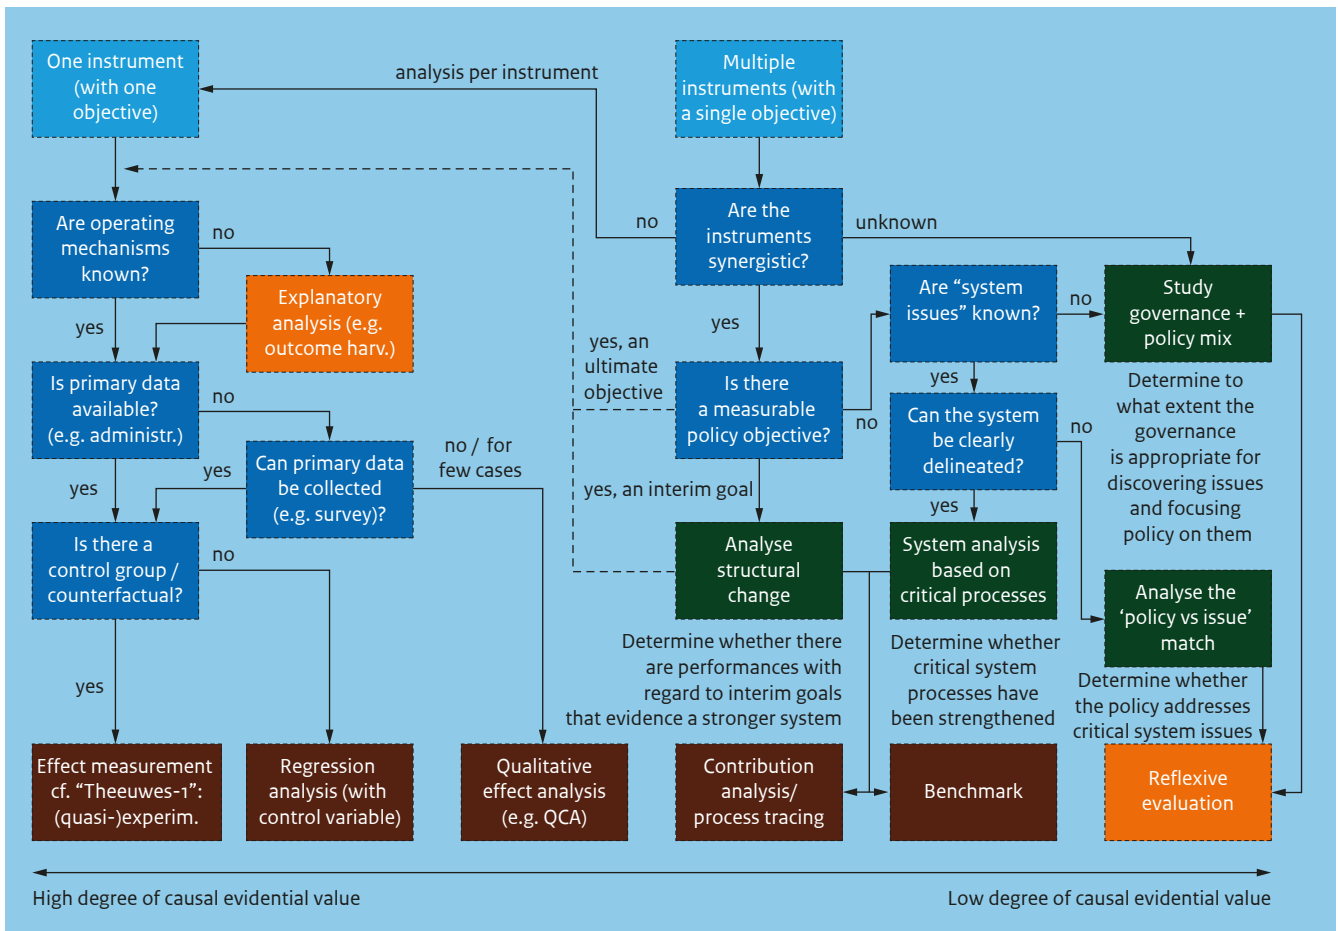 One instrument
(with one
objective)
analysis per instrument
Multiple
instruments (with
a single objective)
Are operating
mechanisms
known?
no
yes
Explanatory
analysis (e.g.
outcome harv.)
Is primary data
available?
(e.g. administr.)
no
yes
Can primary data
be collected
(e.g. survey)?
yes
no / for
few cases
Is there a
control group /
counterfactual?
no
yes
Are the
instruments
synergistic?
no
unknown
yes
yes, an
ultimate
objective
Is there
a measurable
policy objective?
no
yes, an interim goal
Are “system
issues” known?
no
yes
Can the system
be clearly
delineated?
no
yes
Study
governance +
policy mix
Determine to
what extent the
governance
is appropriate for
discovering issues
and focusing
policy on them
Analyse
structural
change
Determine whether there
are performances with
regard to interim goals
that evidence a stronger system
System analysis
based on
critical processes
Determine whether
critical system
processes have
been strengthened
Analyse the
‘policy vs issue’
match
Determine whether
the policy addresses
critical system issues
Effect measurement
cf. “Theeuwes-1”:
(quasi-)experim.
Regression
analysis (with
control variable)
Qualitative
effect analysis
(e.g. QCA)
Contribution
analysis/
process tracing
Benchmark
Reflexive
evaluation
High degree of causal evidential value
Low degree of causal evidential value